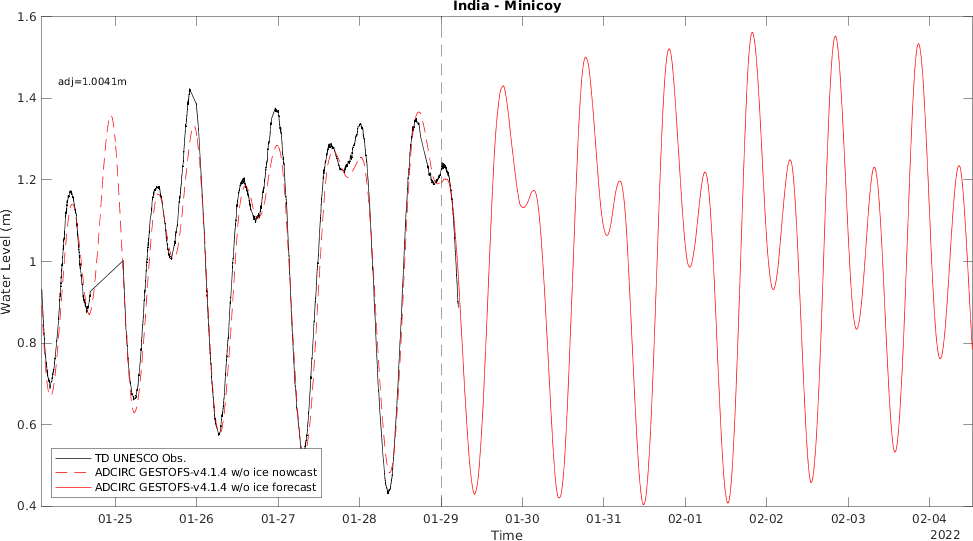 India - Minicoy
1.6
1.4
1.2
1
0.8
0.6
0.4
Water Level (m)
adj=1.0041m
TD UNESCO Obs.
ADCIRC GESTOFS-v4.1.4 w/o ice nowcast
ADCIRC GESTOFS-v4.1.4 w/o ice forecast
01-25 01-26 01-27 01-28 01-29 01-30 01-31 02-01 02-02 02-03 02-04
Time
2022